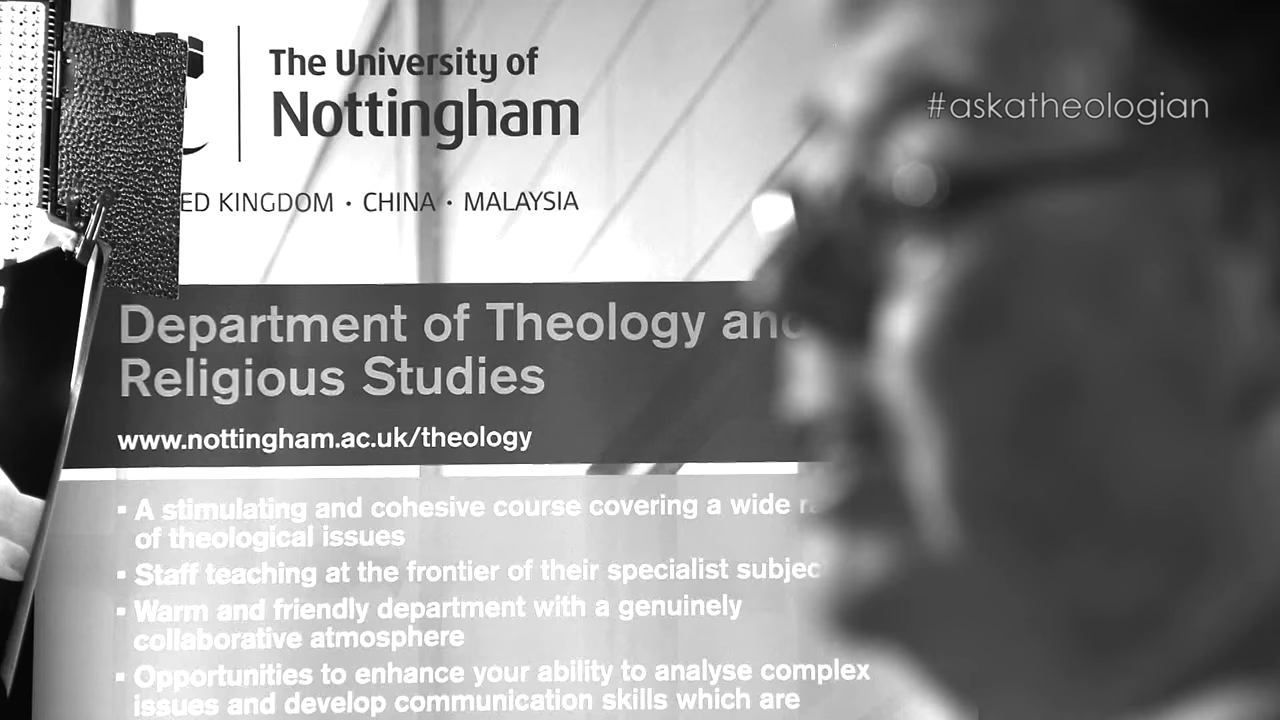 The University of
Nottingham
#askatheologian
ED KINGDOM · CHINA · MALAYSIA
Department of Theology and
Religious Studies
www.nottingham.ac.uk/theology
▪ A stimulating and cohesive course covering a wide
of theological issues
▪ Staff teaching at the frontier of their specialist subjec
▪ Warm and friendly department with a genuinely
collaborative atmosphere
▪ Opportunities to enhance your ability to analyse complex
issues and develop communication skills which are